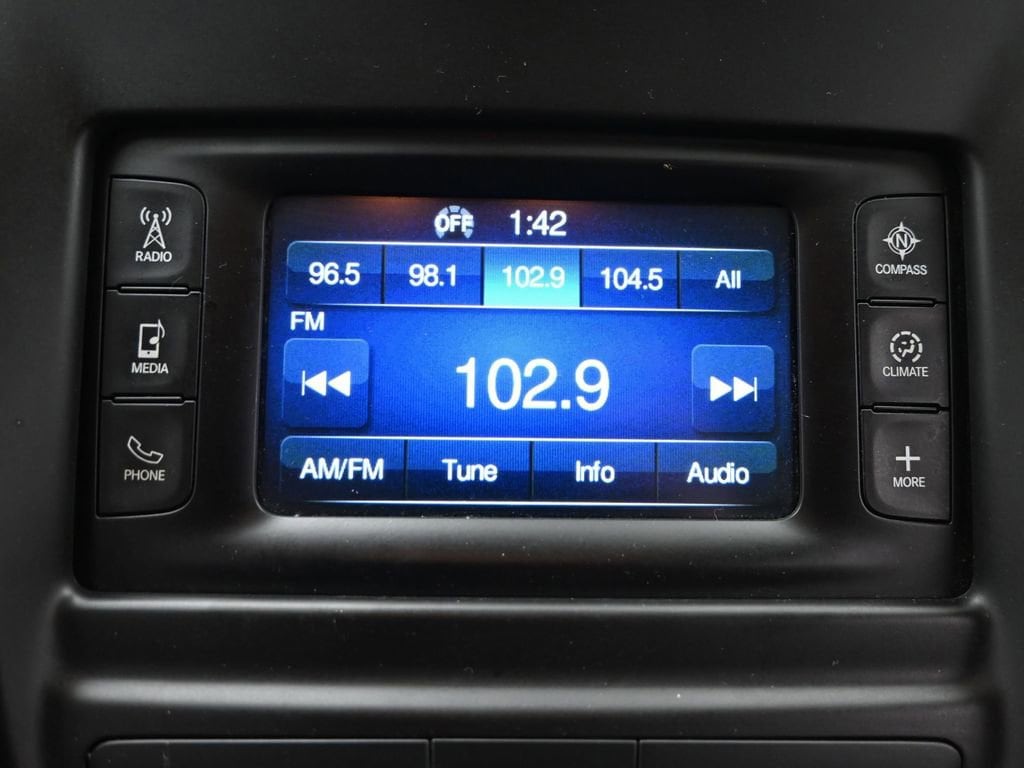 OFF 1:42
96.5 98.1 102.9 104.5 All
FM
102.9
AM/FM Tune Info Audio
RADIO
MEDIA
PHONE
N
COMPASS
CLIMATE
MORE